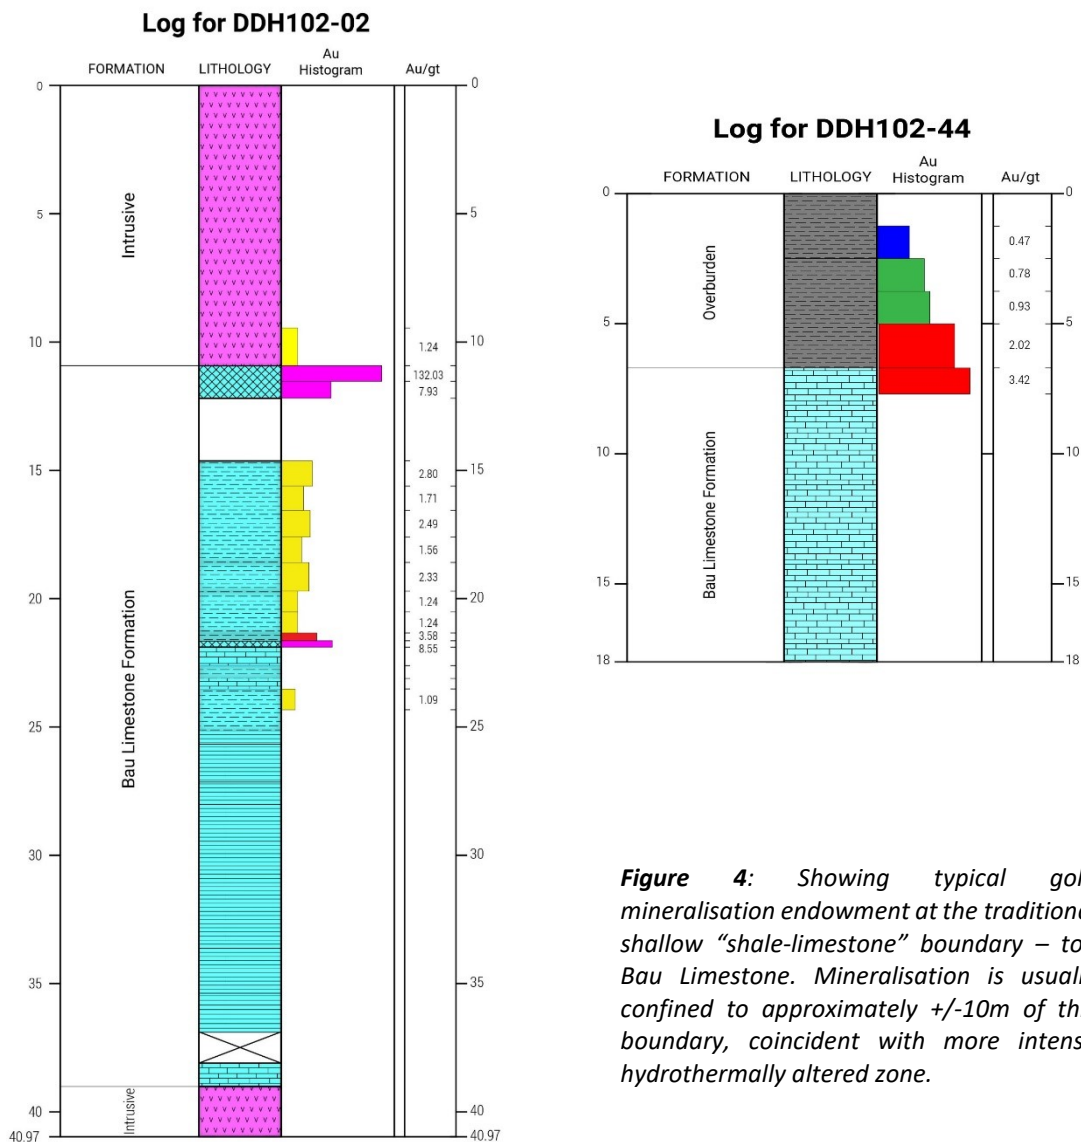 Log for DDH102-02
FORMATION LITHOLOGY Au Histogram Au/gt
0 0
5 5
10 10
15 15
20 20
25 25
30 30
35 35
40 40
40.97 40.97
Intrusive
Bau Limestone Formation
Intrusive
1.24
132.03
7.93
2.80
1.71
2.49
1.56
2.33
1.24
1.24
3.58
8.55
1.09
Log for DDH102-44
FORMATION LITHOLOGY Au Histogram Au/gt
0 0
5 5
10 10
15 15
18 18
Overburden
Bau Limestone Formation
0.47
0.78
0.93
2.02
3.42
Figure 4: Showing typical gol
mineralisation endowment at the traditiona
shallow “shale-limestone” boundary – to
Bau Limestone. Mineralisation is usuall
confined to approximately +/-10m of th
boundary, coincident with more intens
hydrothermally altered zone.